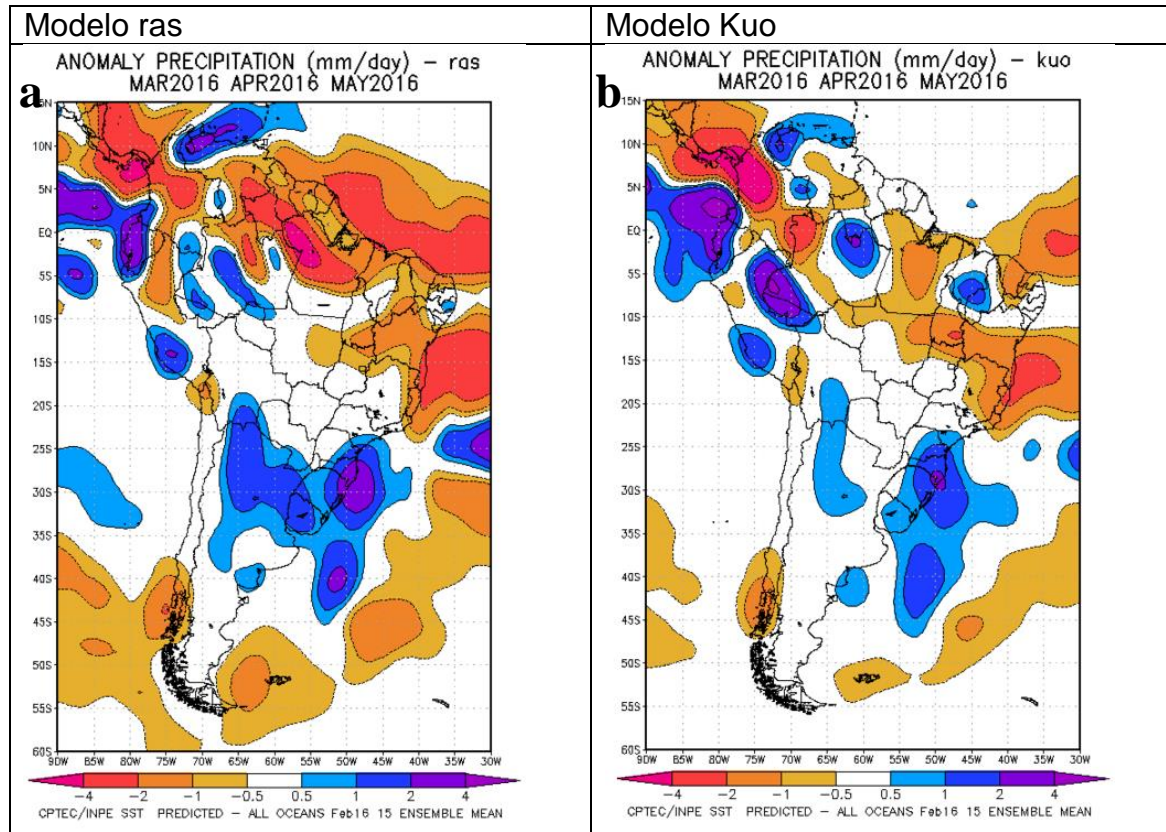 Modelo ras
Modelo Kuo
ANOMALY PRECIPITATION (mm/day) – ras
MAR2016 APR2016 MAY2016
a
15N
10N
5N
EQ
5S
10S
15S
20S
25S
30S
35S
40S
45S
50S
55S
60S
90W 85W 80W 75W 70W 65W 60W 55W 50W 45W 40W 35W 30W
−4 −2 −1 −0.5 0.5 1 2 4
CPTEC/INPE SST PREDICTED – ALL OCEANS Feb16 15 ENSEMBLE MEAN
ANOMALY PRECIPITATION (mm/day) – kuo
MAR2016 APR2016 MAY2016
b
15N
10N
5N
EQ
5S
10S
15S
20S
25S
30S
35S
40S
45S
50S
55S
60S
90W 85W 80W 75W 70W 65W 60W 55W 50W 45W 40W 35W 30W
−4 −2 −1 −0.5 0.5 1 2 4
CPTEC/INPE SST PREDICTED – ALL OCEANS Feb16 15 ENSEMBLE MEAN